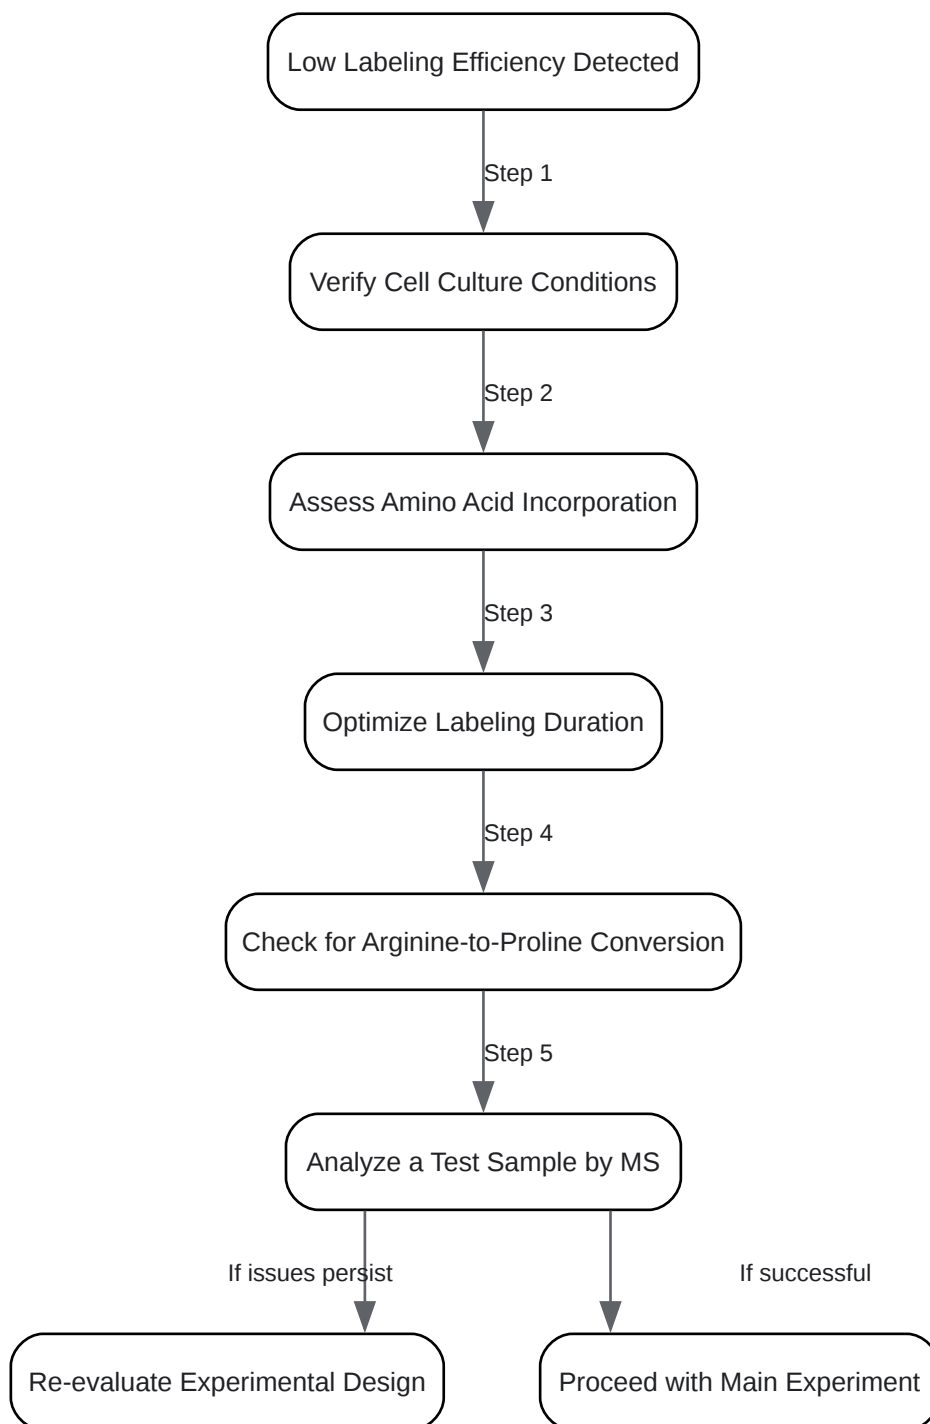 Low Labeling Efficiency Detected
Step 1
Verify Cell Culture Conditions
Step 2
Assess Amino Acid Incorporation
Step 3
Optimize Labeling Duration
Step 4
Check for Arginine-to-Proline Conversion
Step 5
Analyze a Test Sample by MS
If issues persist
If successful
Re-evaluate Experimental Design
Proceed with Main Experiment